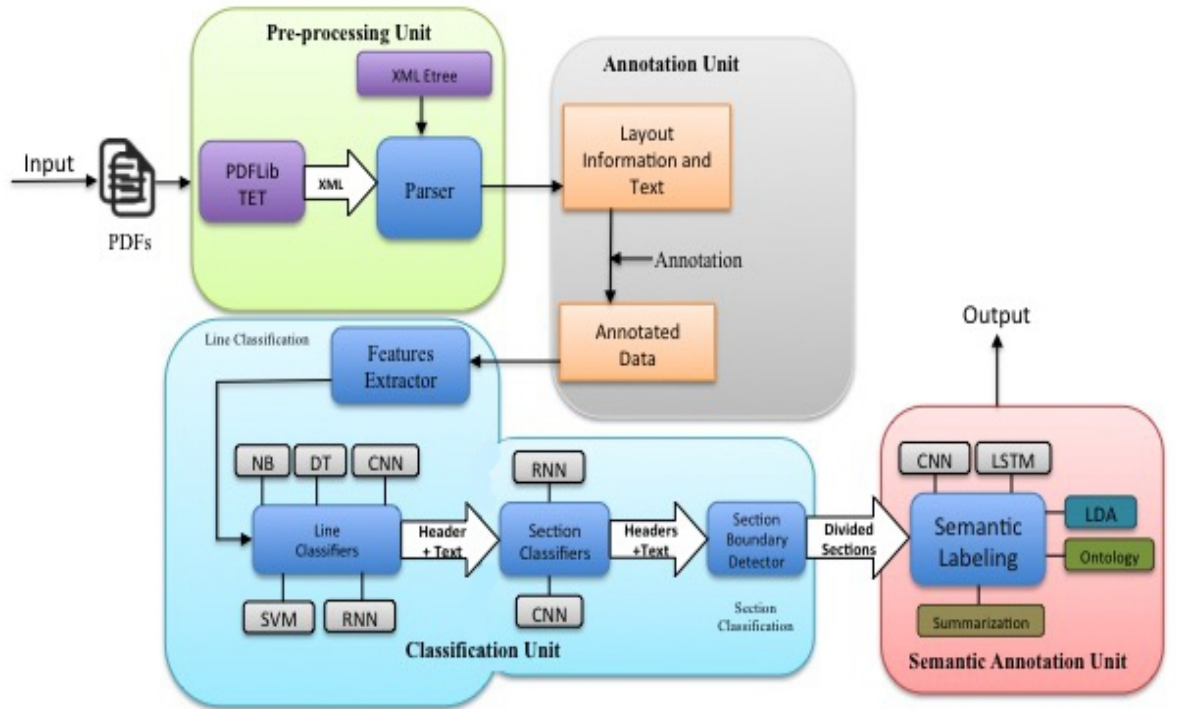 Pre-processing Unit
XML Etree
Input
PDFs
PDFLib
TET
XML
Parser
Annotation Unit
Layout
Information and
Text
Annotation
Annotated
Data
Line Classification
Features
Extractor
NB
DT
CNN
Line
Classifiers
SVM
RNN
Header
+ Text
RNN
Section
Classifiers
CNN
Headers
+Text
Section
Boundary
Detector
Section
Classification
Classification Unit
Divided
Sections
Output
CNN
LSTM
Semantic
Labeling
LDA
Ontology
Summarization
Semantic Annotation Unit